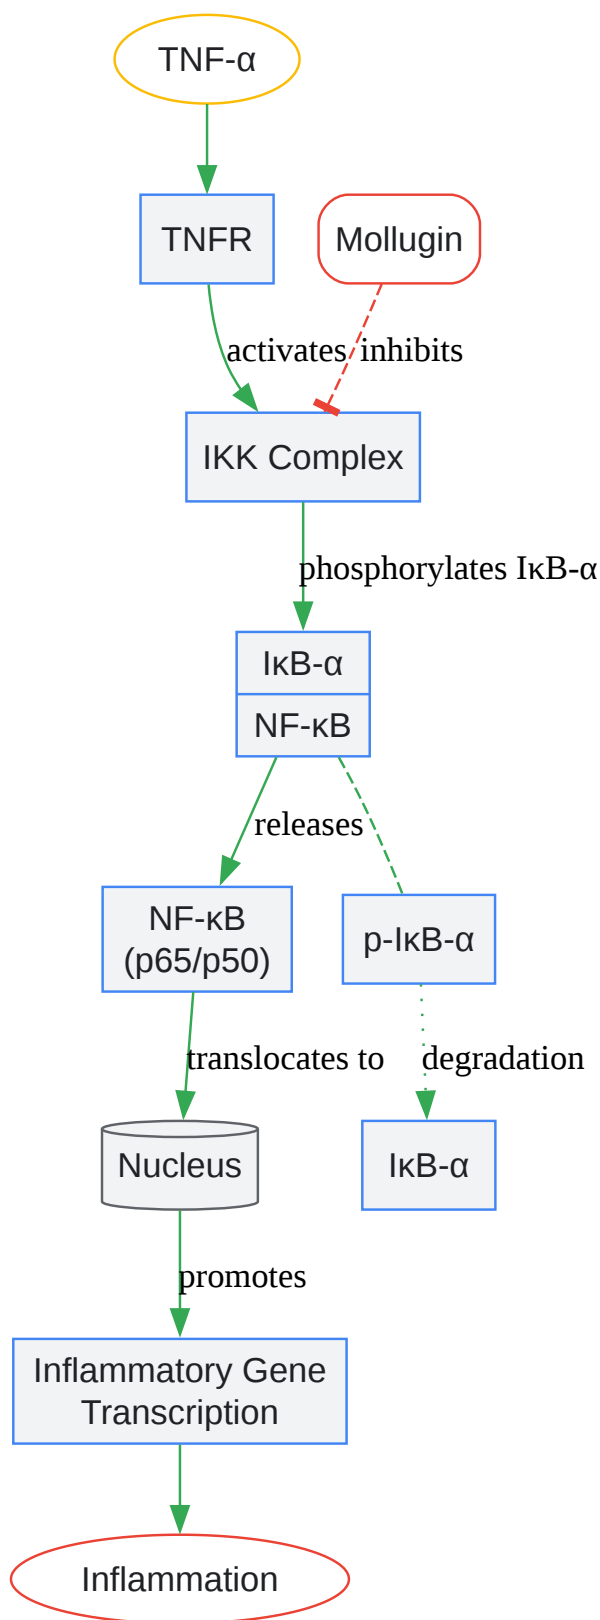 TNF-α
TNFR
Mollugin
activates
inhibits
IKK Complex
phosphorylates IκB-α
IκB-α
NF-κB
releases
NF-κB
(p65/p50)
p-IκB-α
translocates to
degradation
Nucleus
IκB-α
promotes
Inflammatory Gene
Transcription
Inflammation